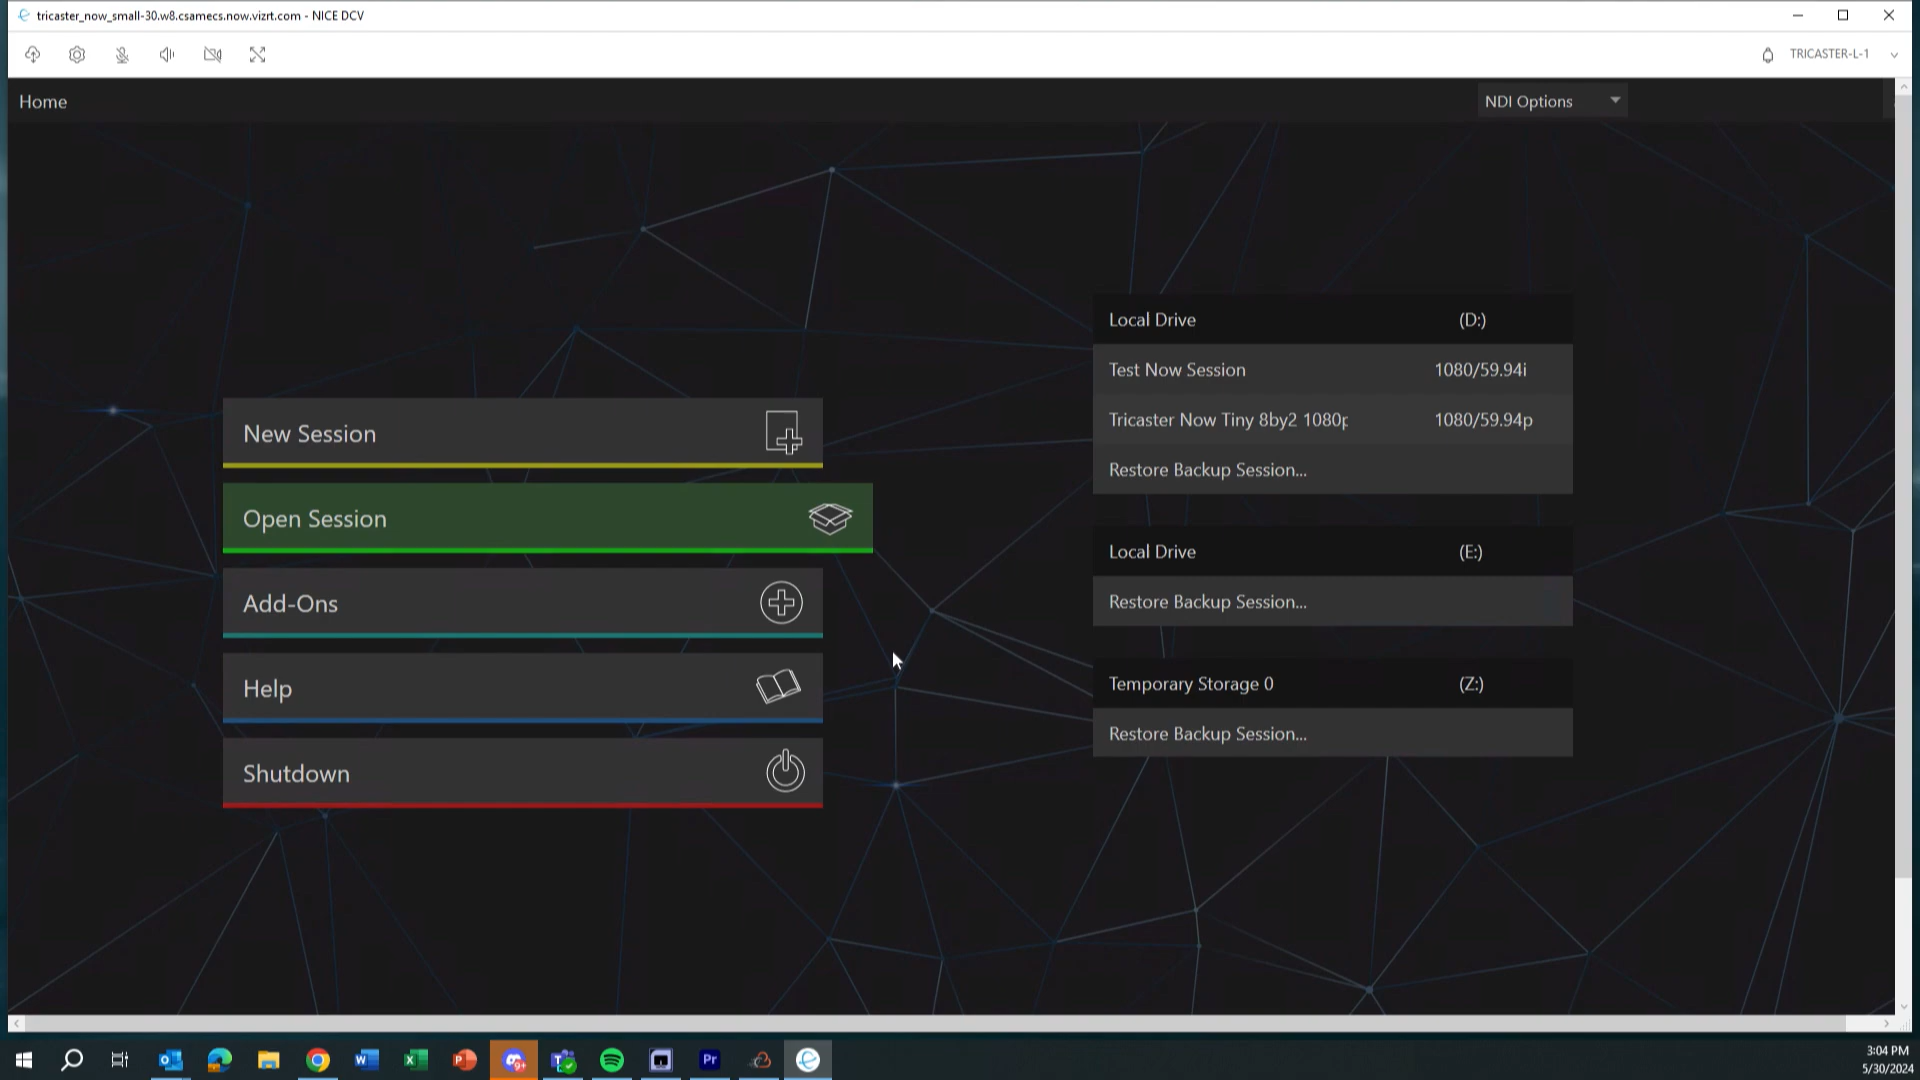 tricaster_now_small-30.w8.csamecs.now.vizrt.com - NICE DCV
TRICASTER-L-1
Home
NDI Options
New Session
Open Session
Add-Ons
Help
Shutdown
Local Drive (D:)
Test Now Session 1080/59.94i
Tricaster Now Tiny 8by2 1080p 1080/59.94p
Restore Backup Session...
Local Drive (E:)
Restore Backup Session...
Temporary Storage 0 (Z:)
Restore Backup Session...
9+
Pr
3:04 PM
5/30/2024